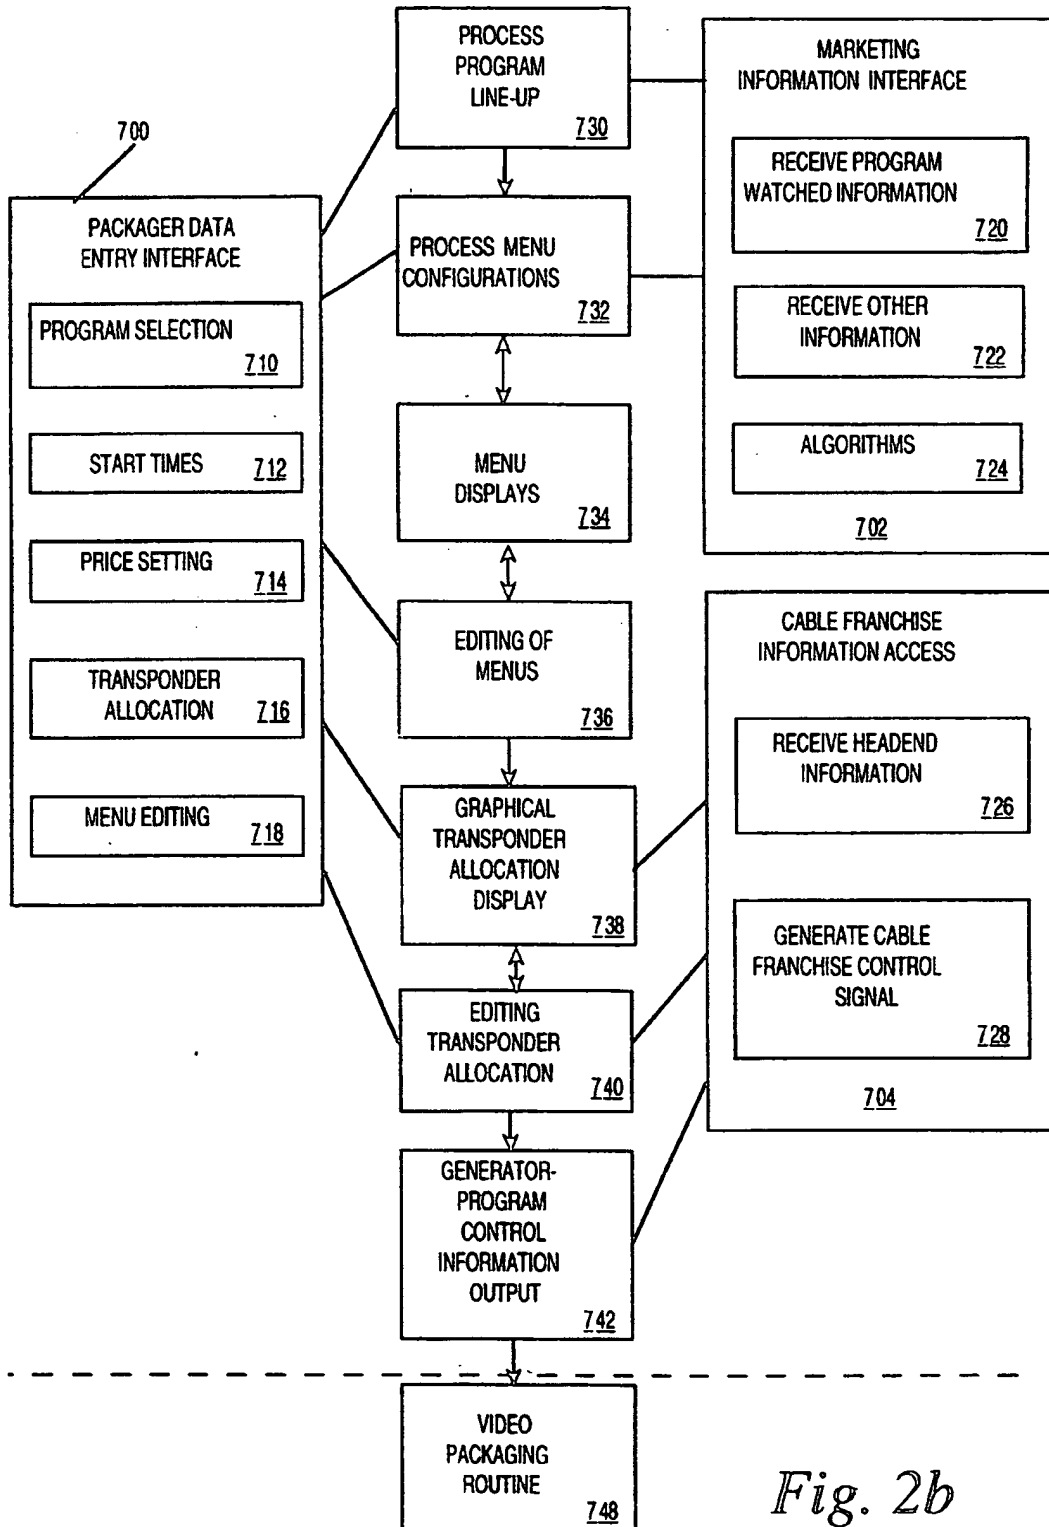 PROCESS
PROGRAM
LINE-UP
730
MARKETING
INFORMATION INTERFACE
RECEIVE PROGRAM
WATCHED INFORMATION
720
RECEIVE OTHER
INFORMATION
722
ALGORITHMS
724
702
700
PACKAGER DATA
ENTRY INTERFACE
PROGRAM SELECTION
710
START TIMES
712
PRICE SETTING
714
TRANSPONDER
ALLOCATION
716
MENU EDITING
718
PROCESS MENU
CONFIGURATIONS
732
MENU
DISPLAYS
734
EDITING OF
MENUS
736
CABLE FRANCHISE
INFORMATION ACCESS
RECEIVE HEADEND
INFORMATION
726
GENERATE CABLE
FRANCHISE CONTROL
SIGNAL
728
704
GRAPHICAL
TRANSPONDER
ALLOCATION
DISPLAY
738
EDITING
TRANSPONDER
ALLOCATION
740
GENERATOR-
PROGRAM
CONTROL
INFORMATION
OUTPUT
742
VIDEO
PACKAGING
ROUTINE
748
Fig. 2b